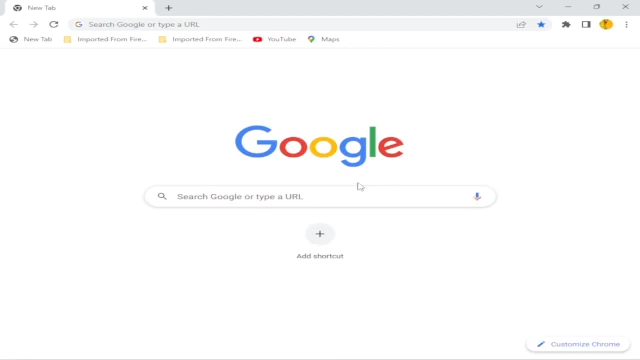 New Tab
Search Google or type a URL
New Tab
Imported From Fire...
Imported From Fire...
YouTube
Maps
Google
Search Google or type a URL
Add shortcut
Customize Chrome